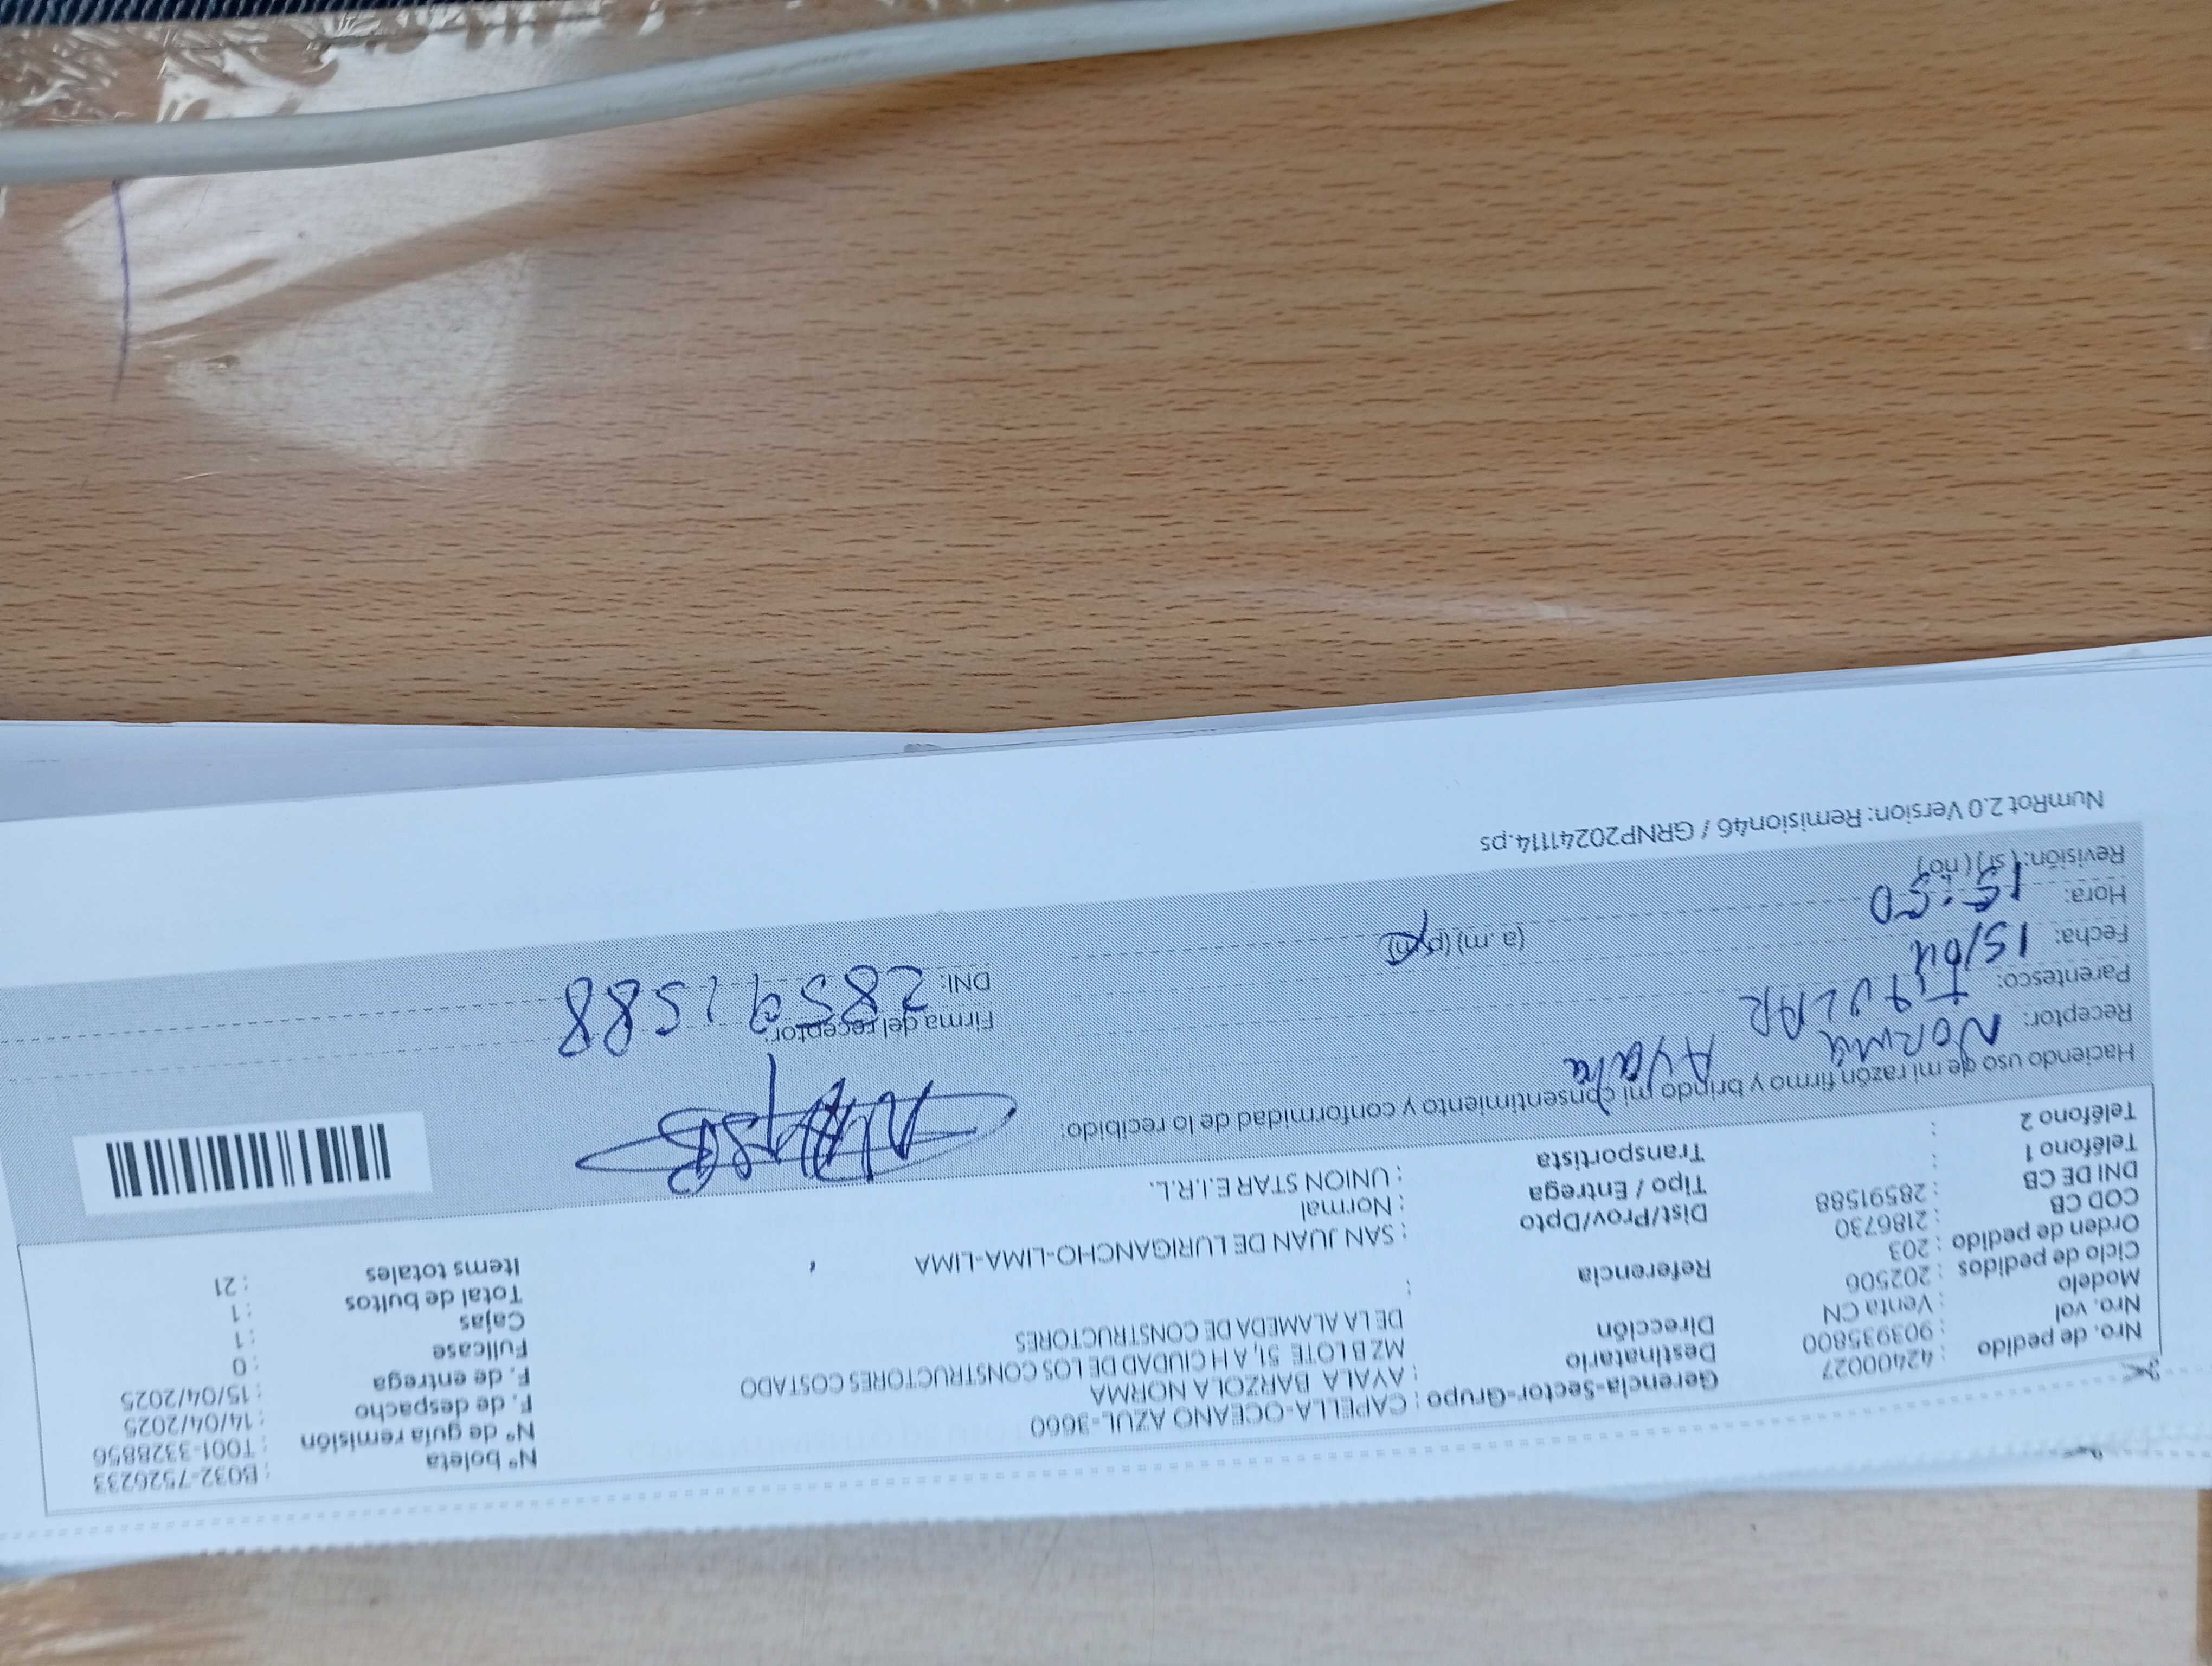 Nro. de pedido : 42400027
Nro. vol : 903935800
Modelo : Venta CN
Ciclo de pedidos : 202506
Orden de pedido : 203
COD CB : 2186730
DNI DE CB : 28591588
Teléfono 1 :
Teléfono 2 :
Gerencia-Sector-Grupo : CAPELLA-OCEANO AZUL-3660
Destinatario : AYALA BARZOLA NORMA
Dirección MZ B LOTE 51, A H CIUDAD DE LOS CONSTRUCTORES COSTADO
DE LA ALAMEDA DE CONSTRUCTORES
Referencia :
Dist/Prov/Dpto : SAN JUAN DE LURIGANCHO-LIMA-LIMA
Tipo / Entrega : Normal
Transportista : UNION STAR E.I.R.L.
N° boleta : B032-7526233
N° de guía remisión : T001-3328856
F. de despacho : 14/04/2025
F. de entrega : 15/04/2025
Fullcase : 0
Cajas : 1
Total de bultos : 1
Items totales : 21
Haciendo uso de mi razón firmo y brindo mi consentimiento y conformidad de lo recibido:
Receptor: Norma Ayala
Parentesco: TITULAR
Fecha: 15/04
Hora: (a. m) (p.m)
Revisión: (sí) (no)
Firma del receptor:
DNI: 28591588
NumRot 2.0 Version: Remision46 / GRNP20241114.ps